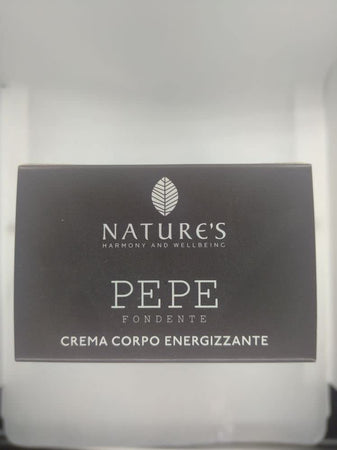 NATURE'S
HARMONY AND WELLBEING
PEPE
FONDENTE
CREMA CORPO ENERGIZZANTE